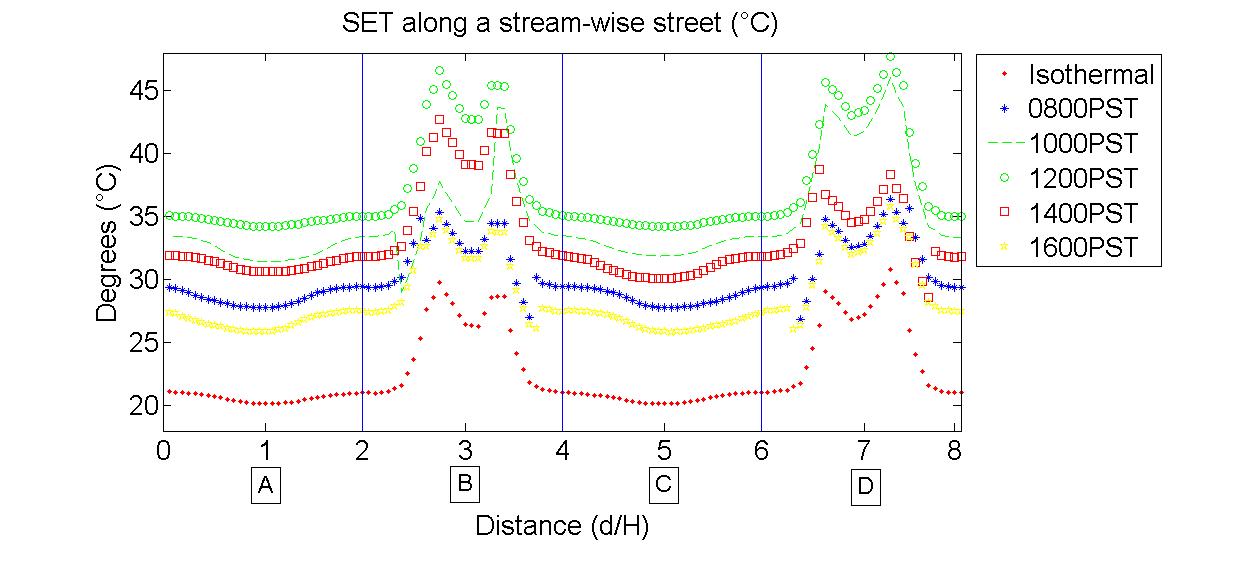 SET along a stream-wise street (°C)
Degrees (°C)
45
40
35
30
25
20
0 1 2 3 4 5 6 7 8
A B C D
Distance (d/H)
Isothermal
0800PST
1000PST
1200PST
1400PST
1600PST